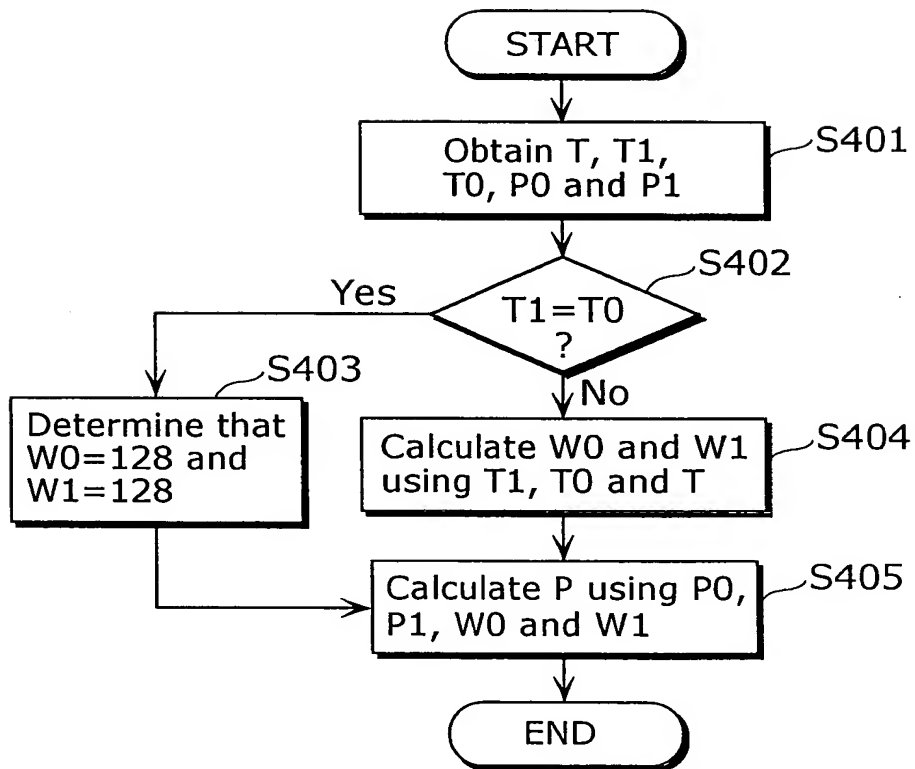 START
S401
Obtain T, T1,
T0, P0 and P1
S402
Yes
T1=T0
?
S403
No
Determine that
W0=128 and
W1=128
S404
Calculate W0 and W1
using T1, T0 and T
S405
Calculate P using P0,
P1, W0 and W1
END